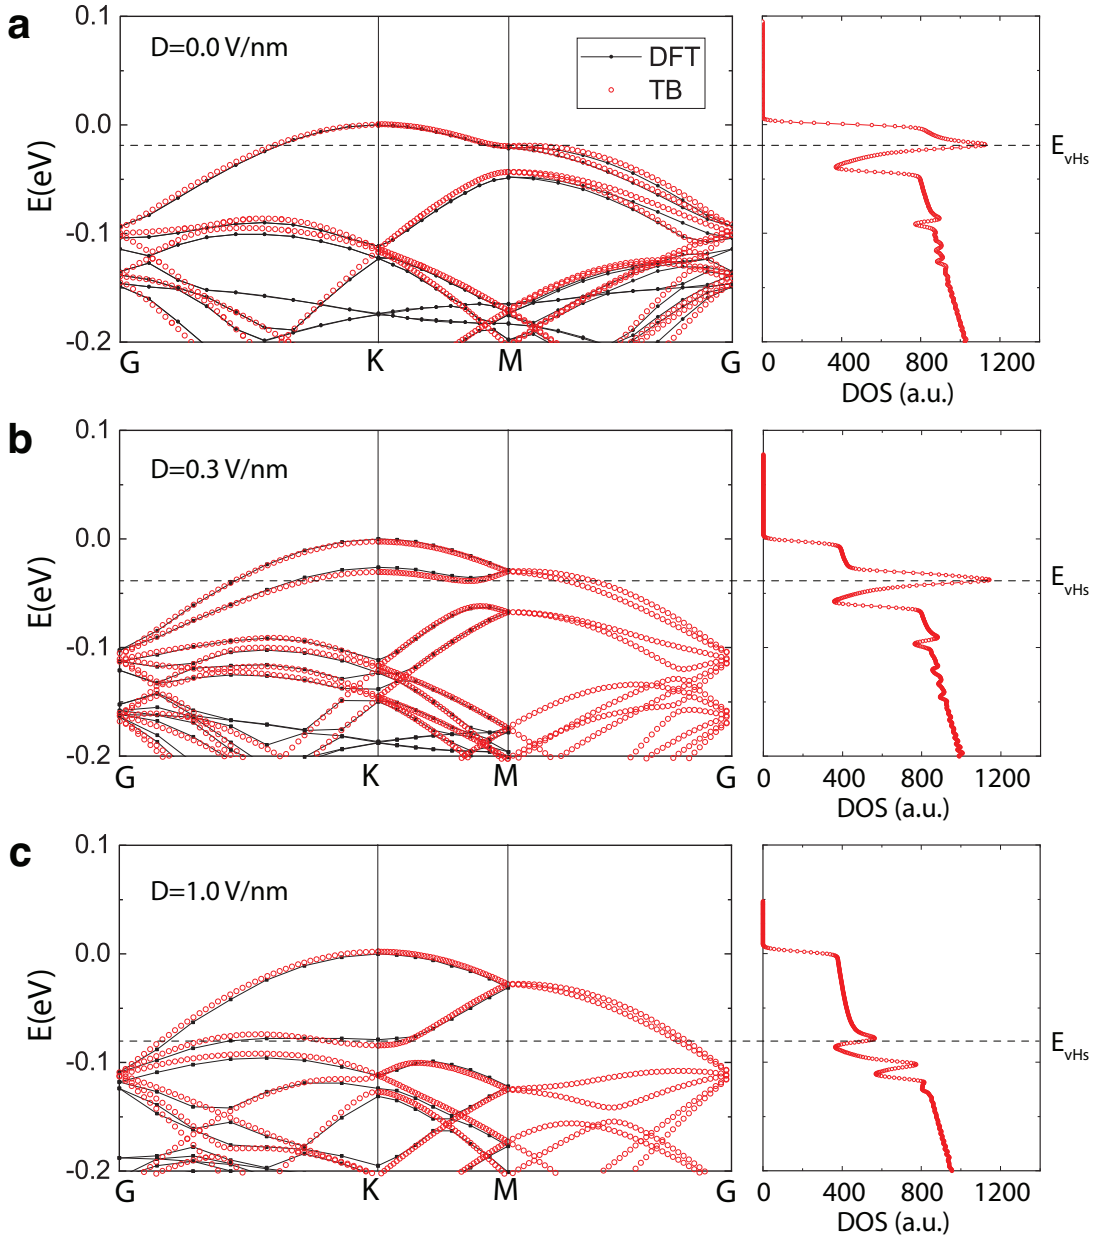 a
D=0.0 V/nm
DFT
TB
0.1
0.0
-0.1
-0.2
E(eV)
G K M G
E_vHs
0 400 800 1200
DOS (a.u.)
b
D=0.3 V/nm
0.1
0.0
-0.1
-0.2
E(eV)
G K M G
E_vHs
0 400 800 1200
DOS (a.u.)
c
D=1.0 V/nm
0.1
0.0
-0.1
-0.2
E(eV)
G K M G
E_vHs
0 400 800 1200
DOS (a.u.)